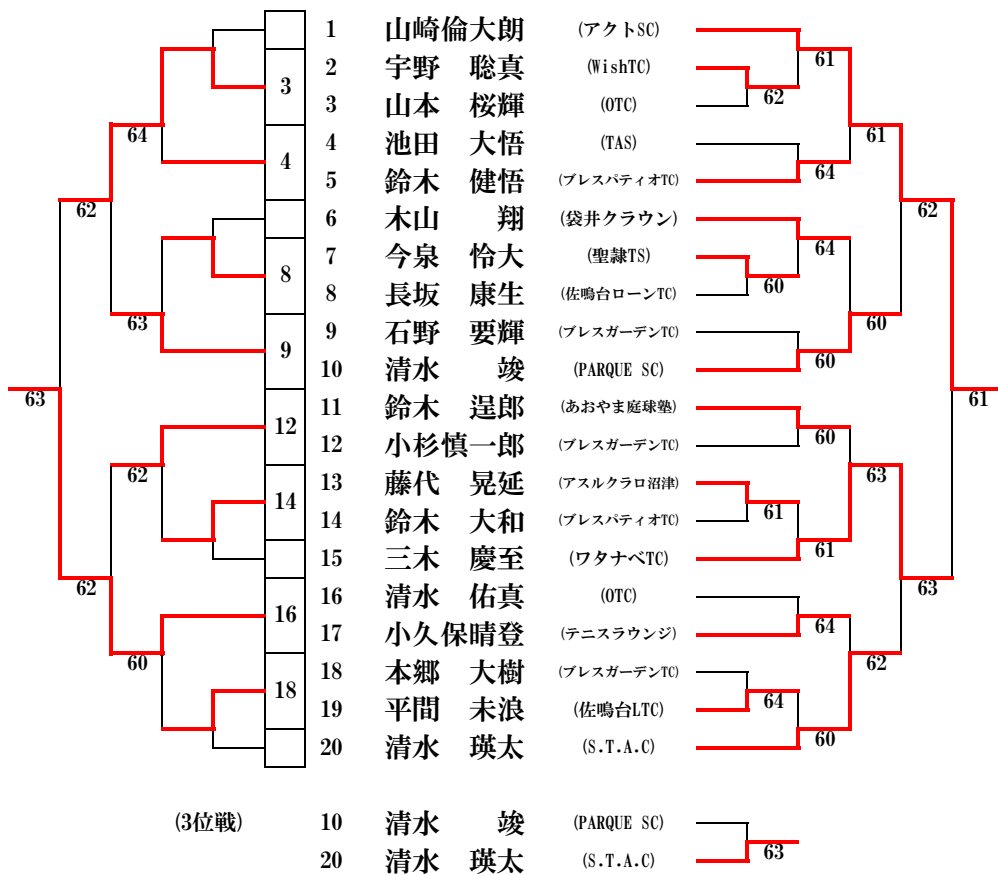 1 山崎倫大朗 (アクトSC)
61
2 宇野 聡真 (WishTC)
3
62
3 山本 桜輝 (OTC)
64
61
4 池田 大悟 (TAS)
4
64
5 鈴木 健悟 (ブレスパティオTC)
62
62
6 木山 翔 (袋井クラウン)
64
7 今泉 怜大 (聖隷TS)
8
60
8 長坂 康生 (佐鳴台ローンTC)
63
60
9 石野 要輝 (ブレスガーデンTC)
9
60
10 清水 竣 (PARQUE SC)
63
61
11 鈴木 逞郎 (あおやま庭球塾)
12
60
12 小杉慎一郎 (ブレスガーデンTC)
62
63
13 藤代 晃延 (アスルクラロ沼津)
14
61
14 鈴木 大和 (ブレスパティオTC)
61
15 三木 慶至 (ワタナベTC)
62
63
16 清水 佑真 (OTC)
16
64
17 小久保晴登 (テニスラウンジ)
60
62
18 本郷 大樹 (ブレスガーデンTC)
18
64
19 平間 未浪 (佐鳴台LTC)
60
20 清水 瑛太 (S.T.A.C)
(3位戦) 10 清水 竣 (PARQUE SC)
63
20 清水 瑛太 (S.T.A.C)